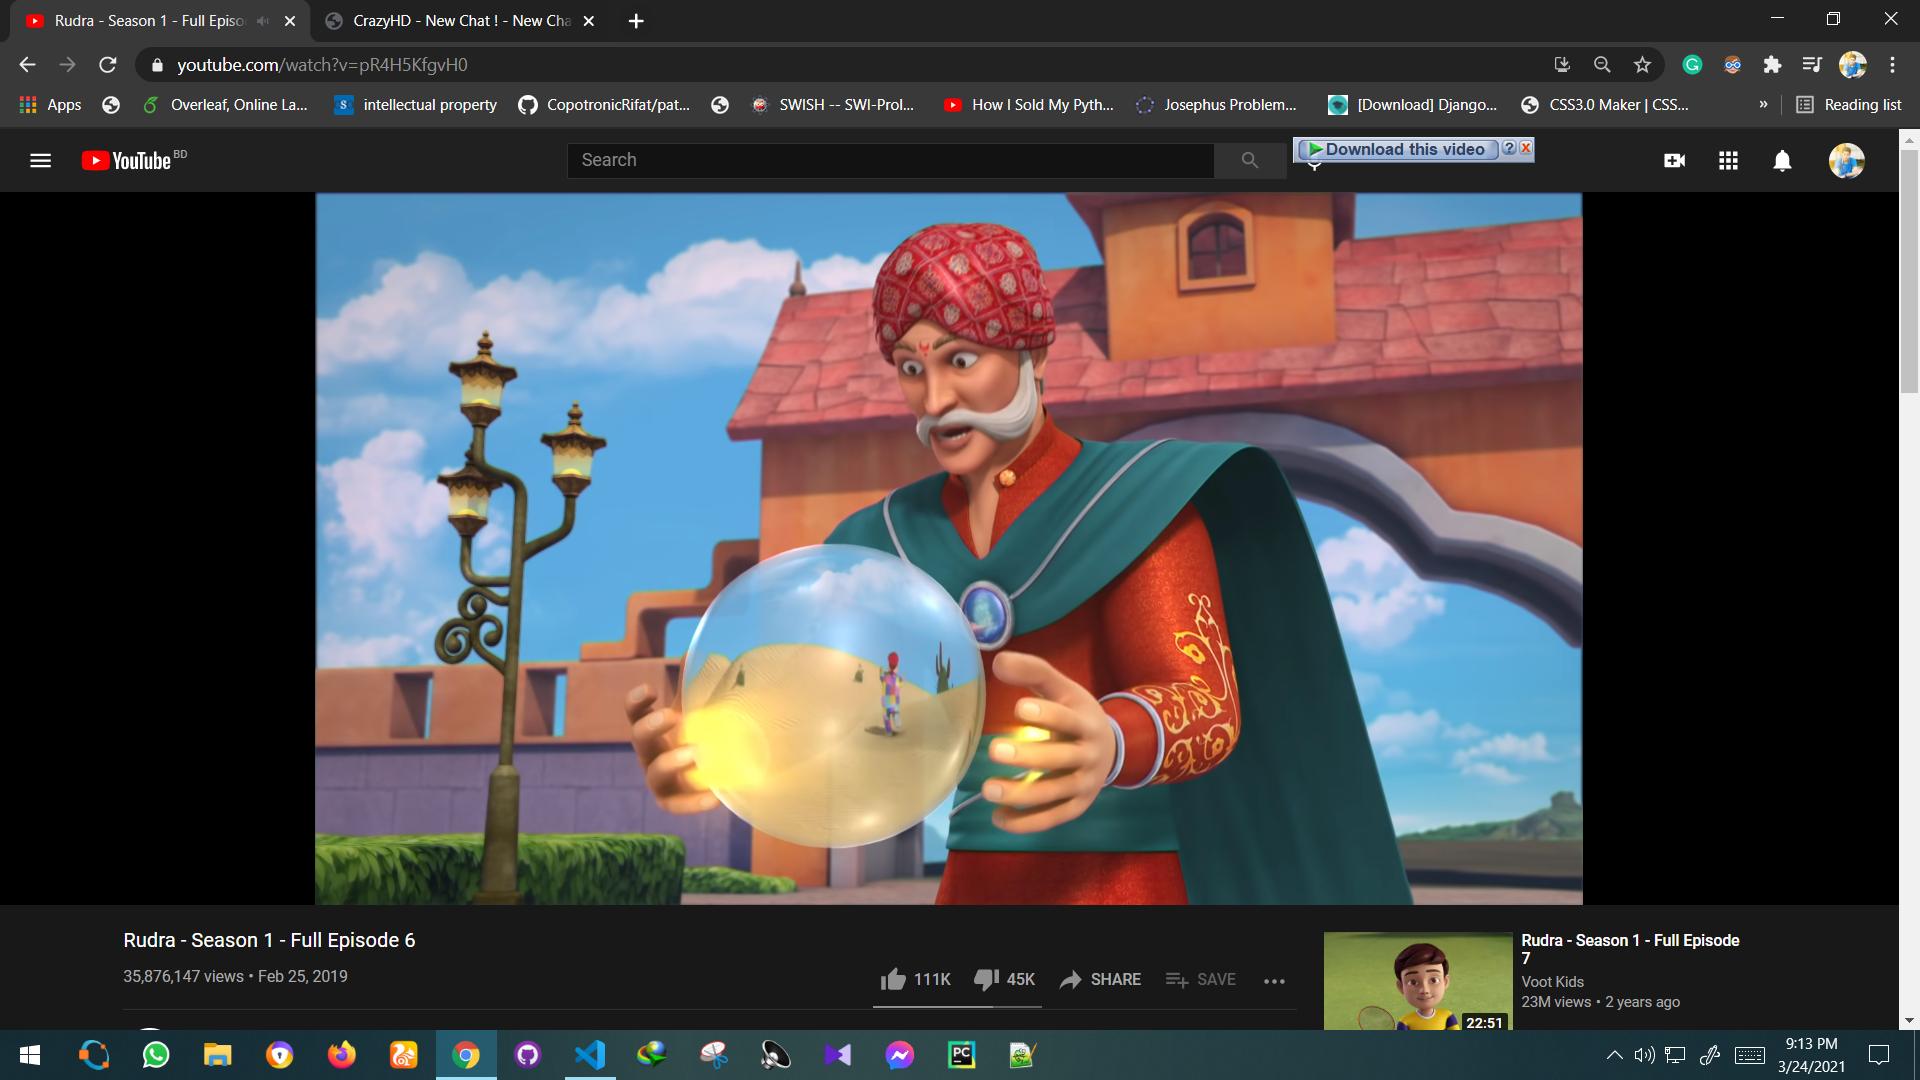 Rudra - Season 1 - Full Episo
CrazyHD - New Chat ! - New Cha
youtube.com/watch?v=pR4H5KfgvH0
Apps
Overleaf, Online La...
intellectual property
CopotronicRifat/pat...
SWISH -- SWI-Prol...
How I Sold My Pyth...
Josephus Problem...
[Download] Django...
CSS3.0 Maker | CSS...
»
Reading list
YouTube BD
Search
Download this video
Rudra - Season 1 - Full Episode 6
35,876,147 views • Feb 25, 2019
111K
45K
SHARE
SAVE
Rudra - Season 1 - Full Episode
7
Voot Kids
23M views • 2 years ago
22:51
PC
9:13 PM
3/24/2021